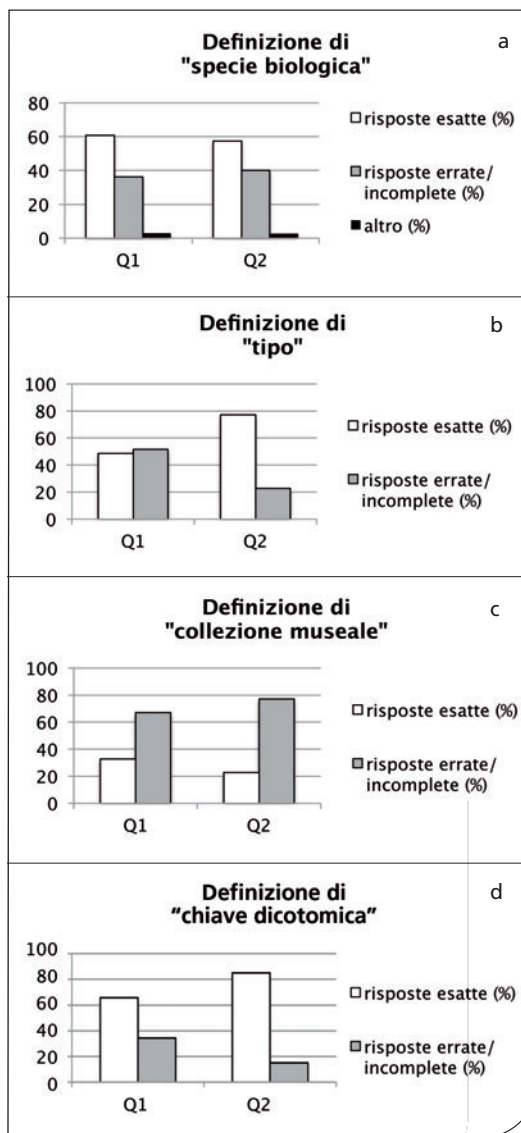 Definizione di
"specie biologica"
a
80
60
40
20
0
Q1
Q2
risposte esatte (%)
risposte errate/
incomplete (%)
altro (%)
Definizione di
"tipo"
b
100
80
60
40
20
0
Q1
Q2
risposte esatte (%)
risposte errate/
incomplete (%)
Definizione di
"collezione museale"
c
100
80
60
40
20
0
Q1
Q2
risposte esatte (%)
risposte errate/
incomplete (%)
Definizione di
“chiave dicotomica”
d
100
80
60
40
20
0
Q1
Q2
risposte esatte (%)
risposte errate/
incomplete (%)